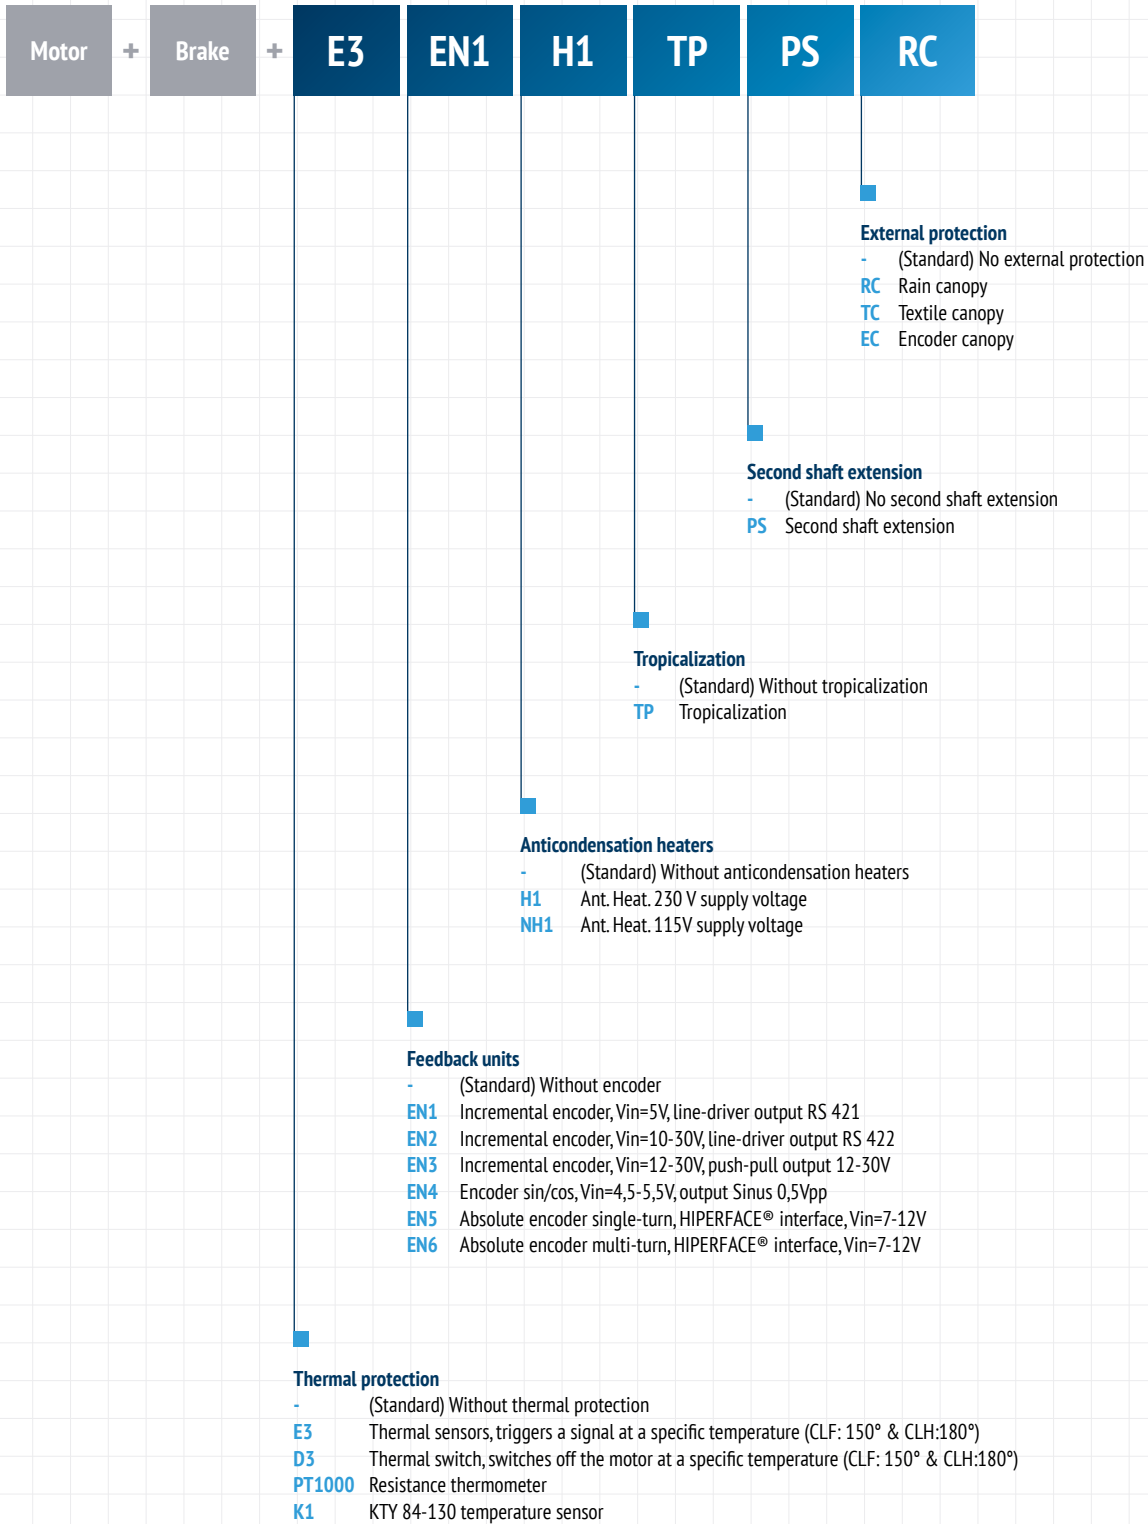 Motor + Brake + E3 EN1 H1 TP PS RC
External protection
- (Standard) No external protection
RC Rain canopy
TC Textile canopy
EC Encoder canopy
Second shaft extension
- (Standard) No second shaft extension
PS Second shaft extension
Tropicalization
- (Standard) Without tropicalization
TP Tropicalization
Anticondensation heaters
- (Standard) Without anticondensation heaters
H1 Ant. Heat. 230 V supply voltage
NH1 Ant. Heat. 115V supply voltage
Feedback units
- (Standard) Without encoder
EN1 Incremental encoder, Vin=5V, line-driver output RS 421
EN2 Incremental encoder, Vin=10-30V, line-driver output RS 422
EN3 Incremental encoder, Vin=12-30V, push-pull output 12-30V
EN4 Encoder sin/cos, Vin=4,5-5,5V, output Sinus 0,5Vpp
EN5 Absolute encoder single-turn, HIPERFACE® interface, Vin=7-12V
EN6 Absolute encoder multi-turn, HIPERFACE® interface, Vin=7-12V
Thermal protection
- (Standard) Without thermal protection
E3 Thermal sensors, triggers a signal at a specific temperature (CLF: 150° & CLH:180°)
D3 Thermal switch, switches off the motor at a specific temperature (CLF: 150° & CLH:180°)
PT1000 Resistance thermometer
K1 KTY 84-130 temperature sensor